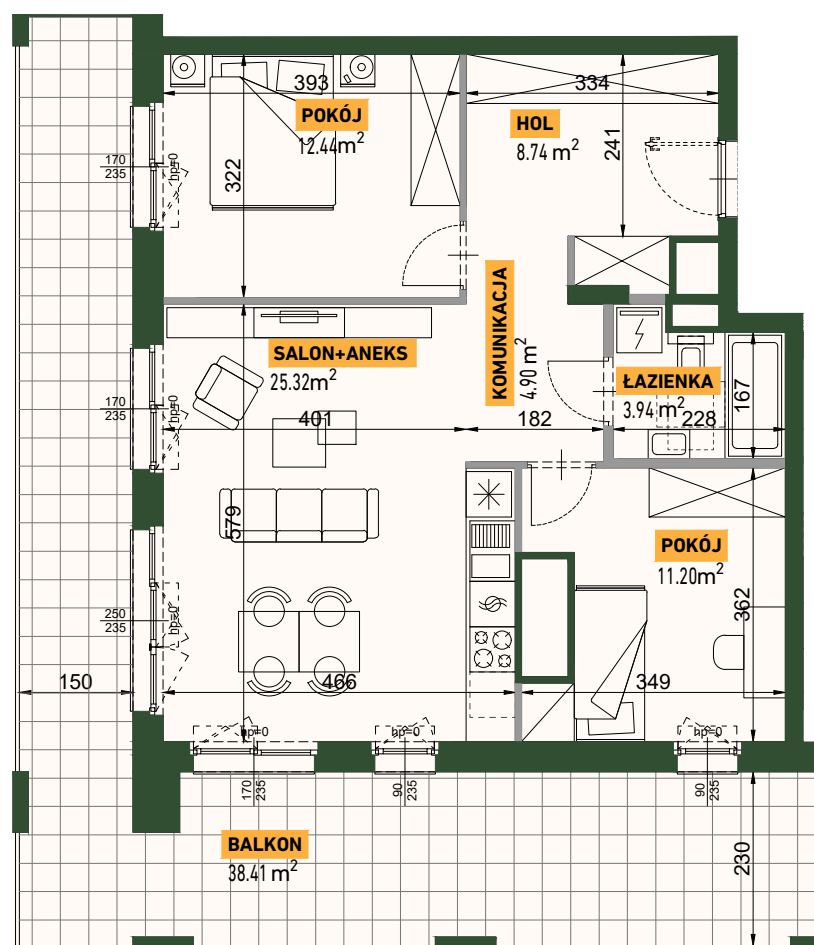 393
POKÓJ
12.44m²
322
334
HOL
8.74 m²
241
170
235
hp=0
KOMUNIKACJA
4.90 m²
SALON+ANEKS
25.32m²
401
182
579
170
235
hp=0
ŁAZIENKA
3.94 m²
228
167
POKÓJ
11.20m²
362
349
250
235
hp=0
150
466
hp=0
hp=0
hp=0
170
235
90
235
90
235
BALKON
38.41 m²
230